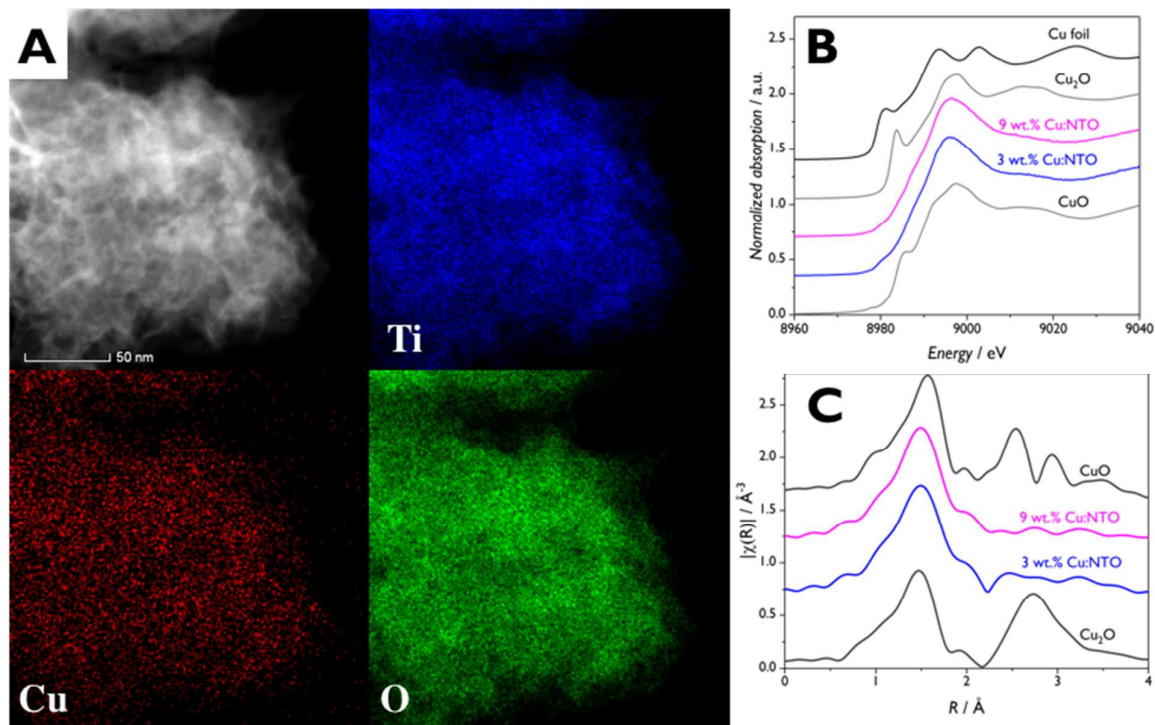 A
50 nm
Ti
Cu
O
B
Normalized absorption / a.u.
2.5
2.0
1.5
1.0
0.5
0.0
Cu foil
Cu₂O
9 wt.% Cu:NTO
3 wt.% Cu:NTO
CuO
8960 8980 9000 9020 9040
Energy / eV
C
|χ(R)| / Å⁻³
2.5
2.0
1.5
1.0
0.5
0.0
CuO
9 wt.% Cu:NTO
3 wt.% Cu:NTO
Cu₂O
0 1 2 3 4
R / Å